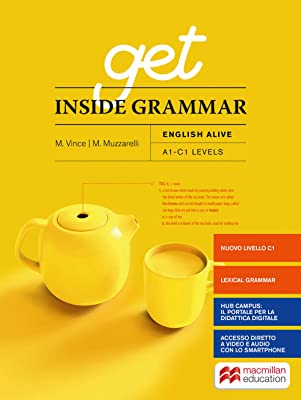 get
INSIDE GRAMMAR
M. Vince | M. Muzzarelli
ENGLISH ALIVE
A1-C1 LEVELS
NUOVO LIVELLO C1
LEXICAL GRAMMAR
HUB CAMPUS:
IL PORTALE PER LA
DIDATTICA DIGITALE
ACCESSO DIRETTO
A VIDEO E AUDIO
CON LO SMARTPHONE
macmillan
education